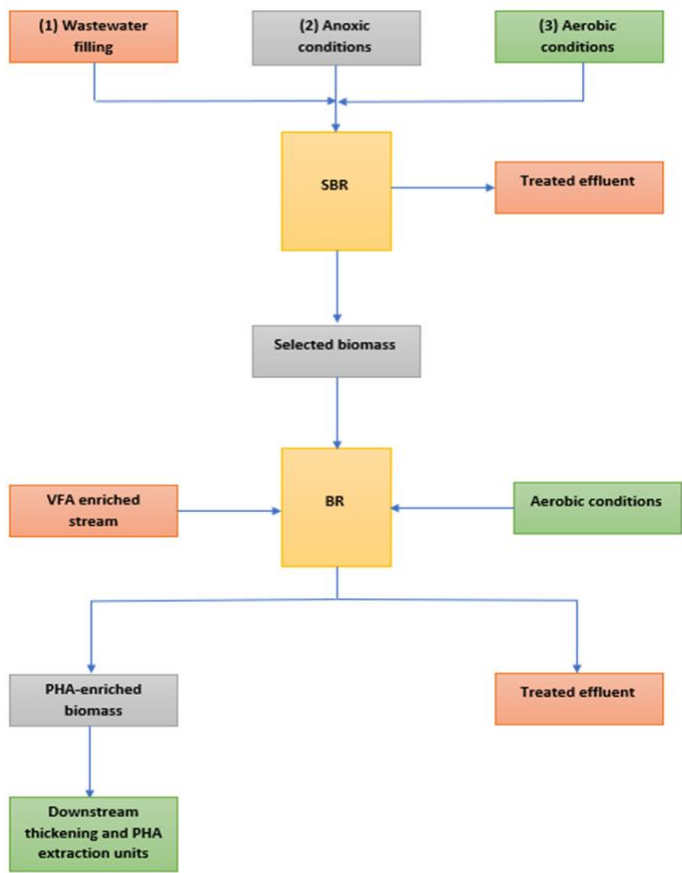 (1) Wastewater
filling
(2) Anoxic
conditions
(3) Aerobic
conditions
SBR
Treated effluent
Selected biomass
VFA enriched
stream
BR
Aerobic conditions
PHA-enriched
biomass
Treated effluent
Downstream
thickening and PHA
extraction units